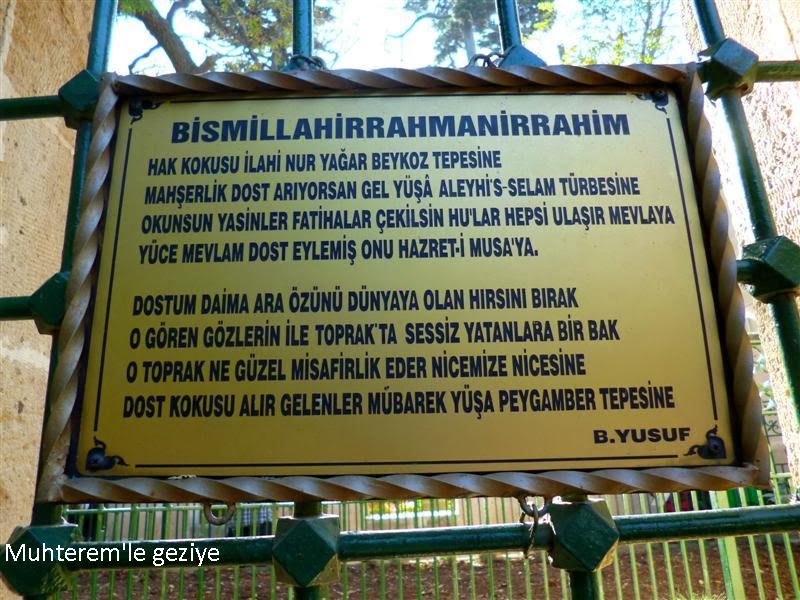 BİSMİLLAHİRRAHMANİRRAHİM
HAK KOKUSU İLAHİ NUR YAĞAR BEYKOZ TEPESİNE
MAHŞERLİK DOST ARIYORSAN GEL YÜŞÂ ALEYHİ'S-SELAM TÜRBESİNE
OKUNSUN YASİNLER FATİHALAR ÇEKİLSİN HU'LAR HEPSİ ULAŞIR MEVLAYA
YÜCE MEVLAM DOST EYLEMİŞ ONU HAZRET-İ MUSA'YA.
DOSTUM DAİMA ARA ÖZÜNÜ DÜNYAYA OLAN HIRSINI BIRAK
O GÖREN GÖZLERİN İLE TOPRAK'TA SESSİZ YATANLARA BİR BAK
O TOPRAK NE GÜZEL MİSAFİRLİK EDER NİCEMİZE NİCESİNE
DOST KOKUSU ALIR GELENLER MÜBAREK YÜŞA PEYGAMBER TEPESİNE
B.YUSUF
Muhterem'le geziye